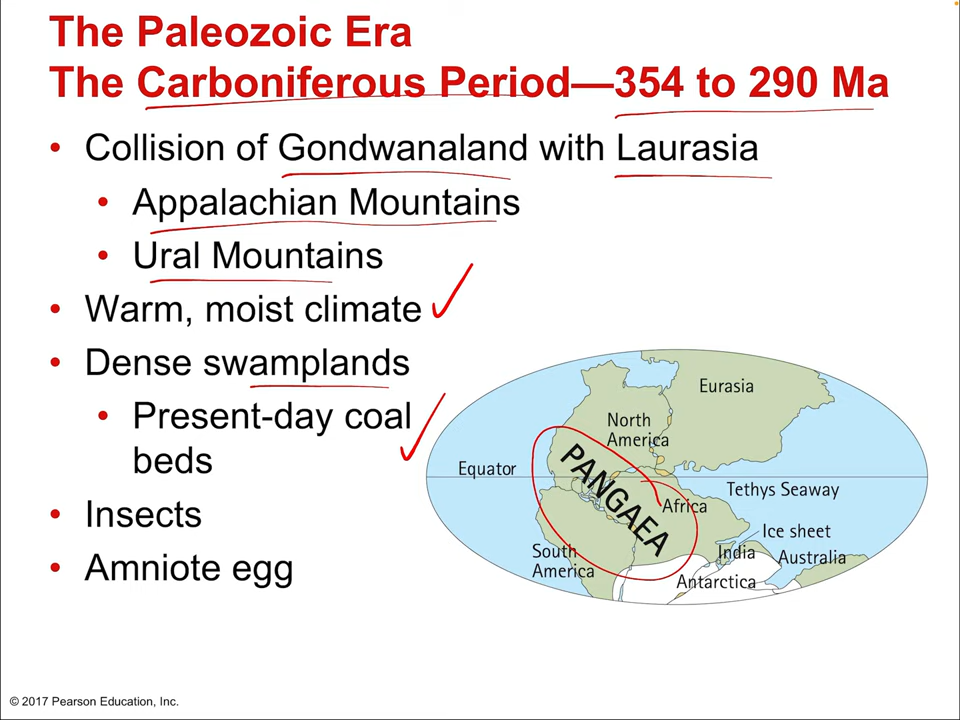 The Paleozoic Era
The Carboniferous Period—354 to 290 Ma
• Collision of Gondwanaland with Laurasia
• Appalachian Mountains
• Ural Mountains
• Warm, moist climate
• Dense swamplands
• Present-day coal
beds
• Insects
• Amniote egg
Eurasia
North
America
Equator
PANGAEA
Tethys Seaway
Africa
Ice sheet
India
Australia
South
America
Antarctica
© 2017 Pearson Education, Inc.